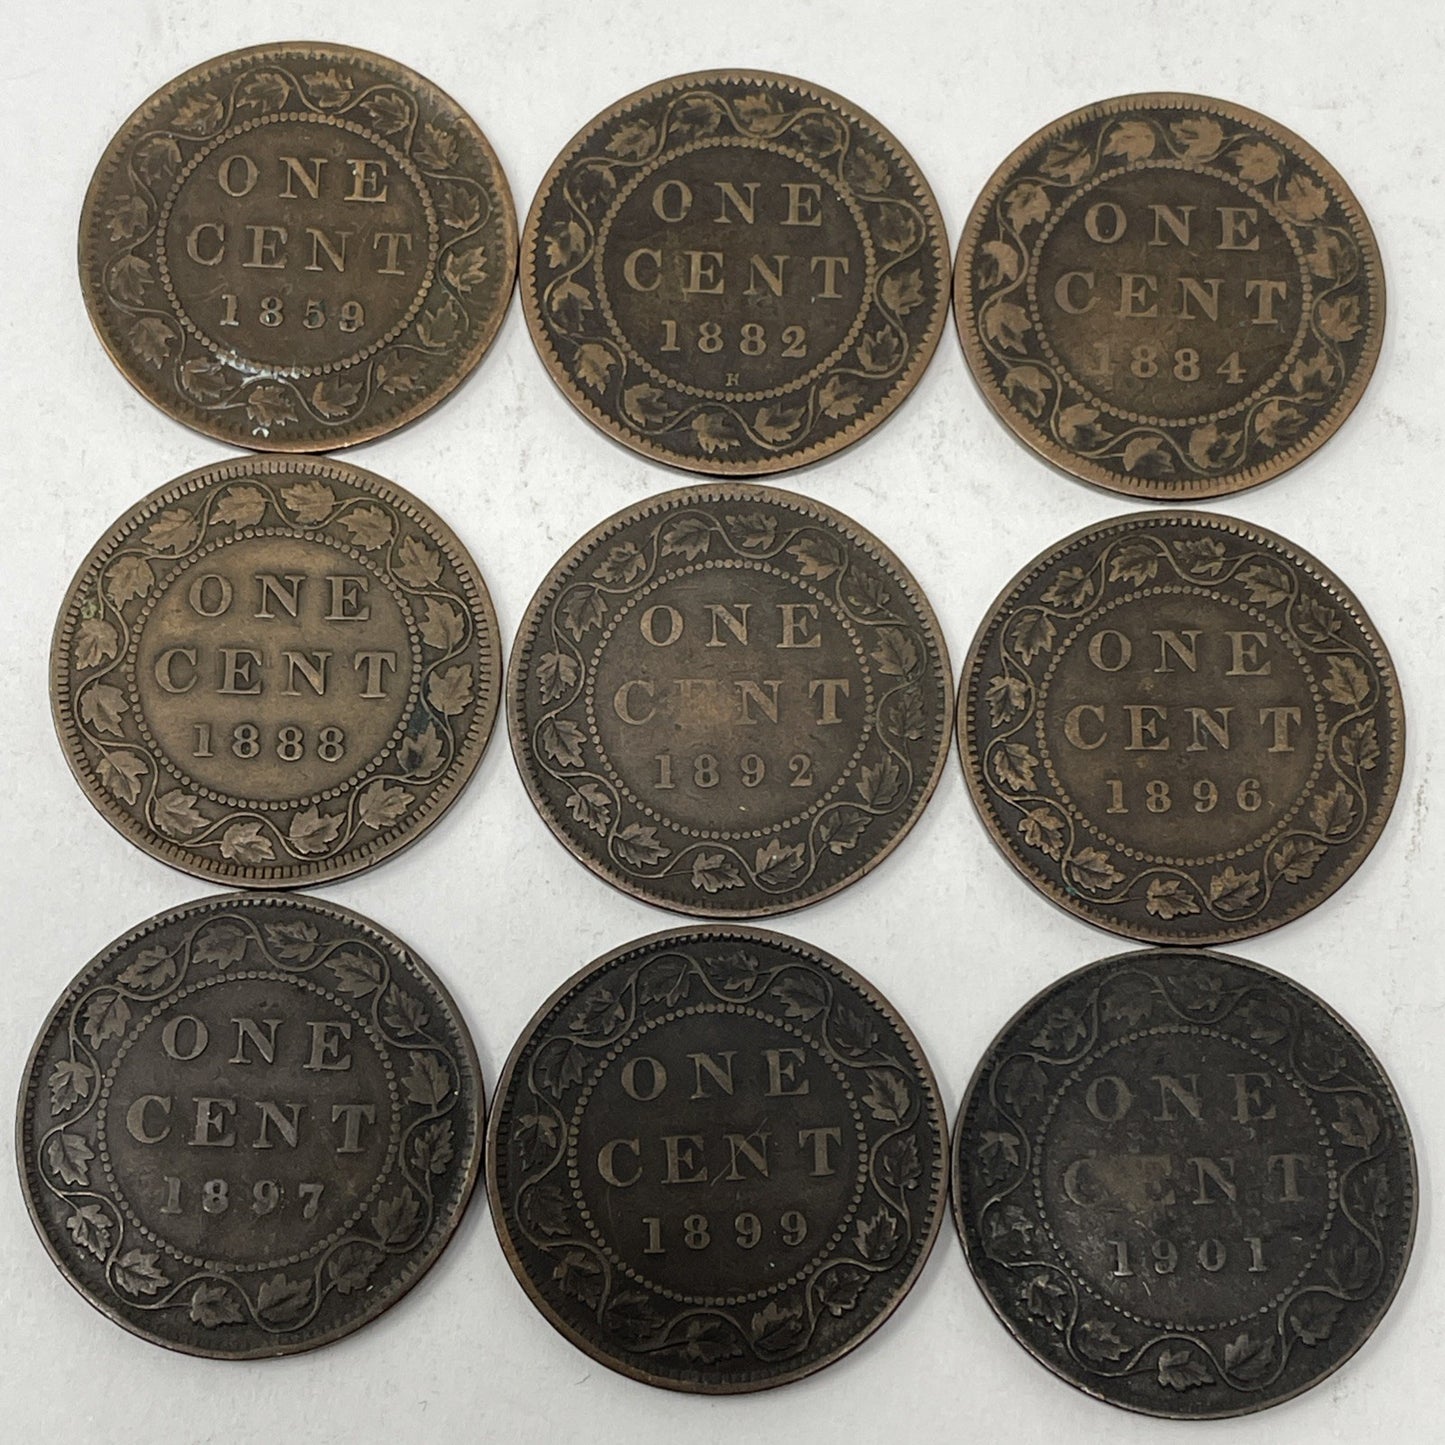 ONE
CENT
1859
ONE
CENT
1882
H
ONE
CENT
1884
ONE
CENT
1888
ONE
CENT
1892
ONE
CENT
1896
ONE
CENT
1897
ONE
CENT
1899
ONE
CENT
1901